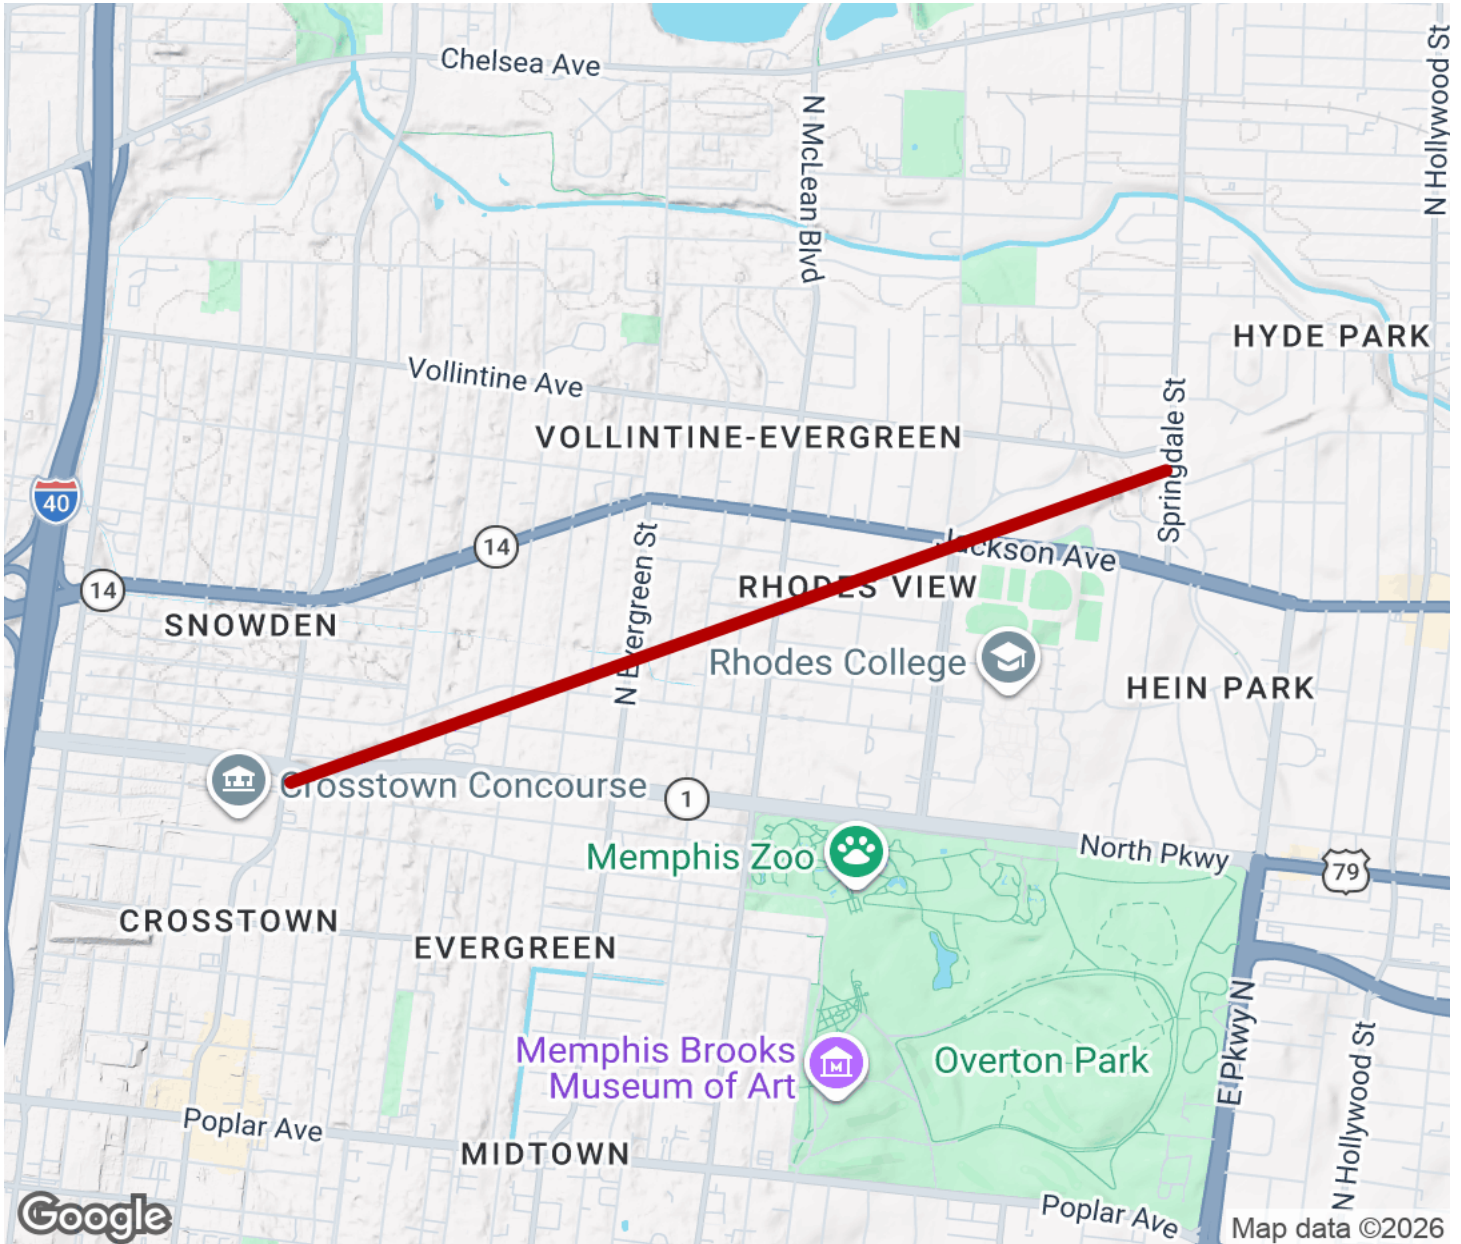 Chelsea Ave
N McLean Blvd
N Hollywood St
HYDE PARK
Vollintine Ave
Springdale St
VOLLINTINE-EVERGREEN
40
14
N Evergreen St
Jackson Ave
14
RHODES VIEW
SNOWDEN
Rhodes College
HEIN PARK
Crosstown Concourse
1
North Pkwy
Memphis Zoo
79
CROSSTOWN
EVERGREEN
E Pkwy N
Memphis Brooks
Museum of Art
Overton Park
N Hollywood St
Poplar Ave
MIDTOWN
Poplar Ave
Google
Map data ©2026